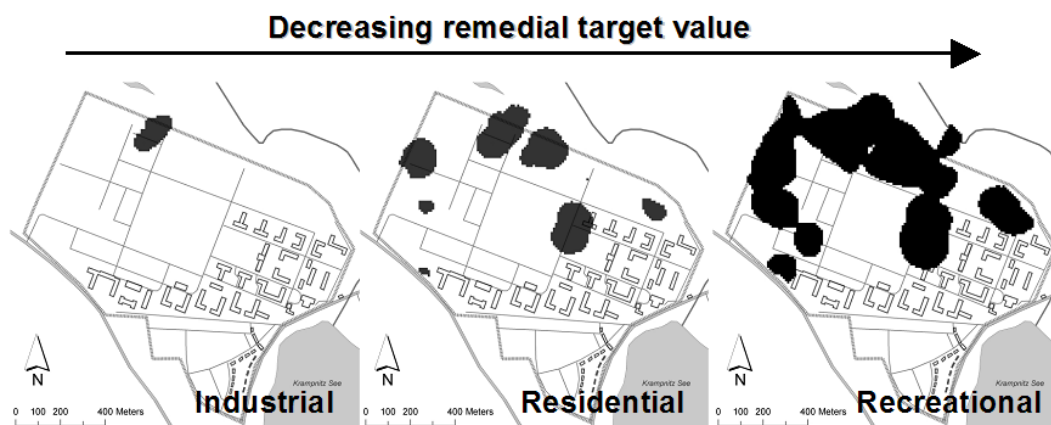 Decreasing remedial target value
N
Krampnitz See
0 100 200 400 Meters
Industrial
N
Krampnitz See
0 100 200 400 Meters
Residential
N
Krampnitz See
0 100 200 400 Meters
Recreational